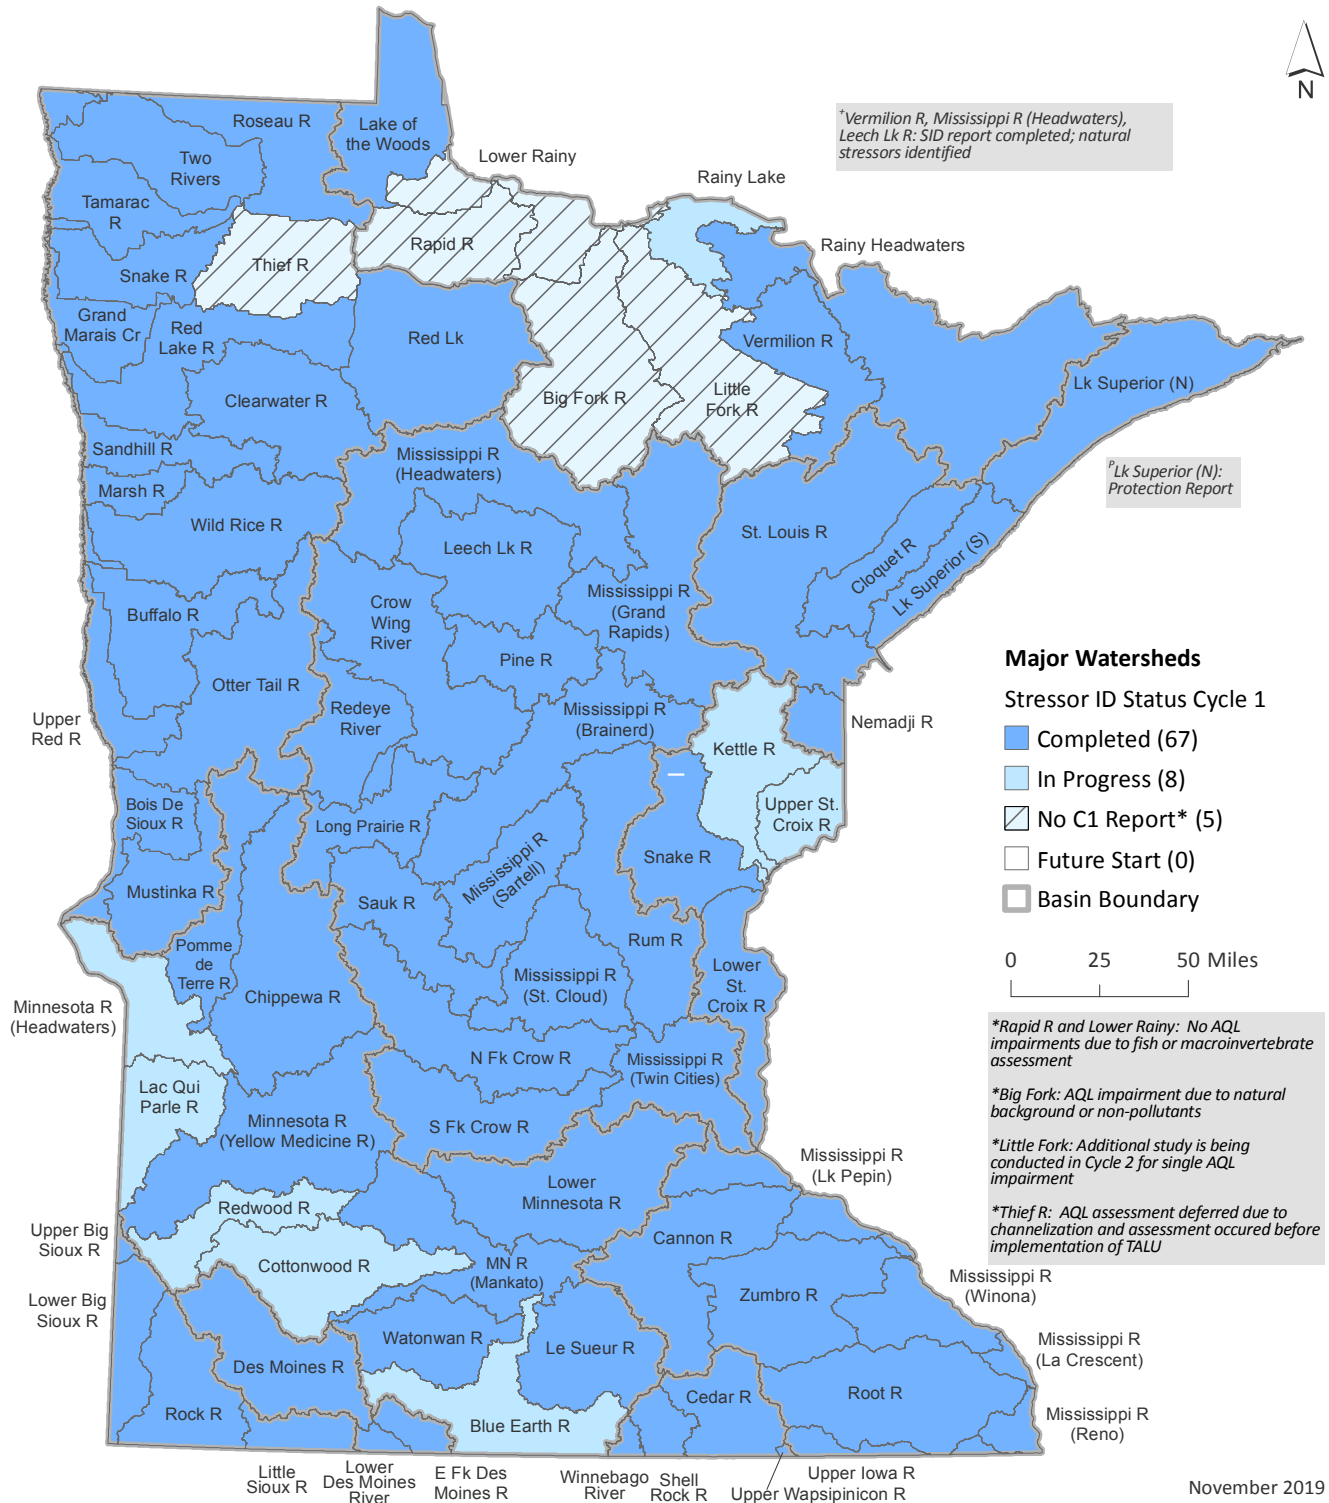 N
+Vermilion R, Mississippi R (Headwaters),
Leech Lk R: SID report completed; natural
stressors identified
Roseau R
Lake of
the Woods
Two
Rivers
Lower Rainy
Rainy Lake
Tamarac
R
Rainy Headwaters
Rapid R
Thief R
Snake R
Grand
Marais Cr
Red
Lake R
Red Lk
Vermilion R
Lk Superior (N)
Big Fork R
Little
Fork R
Clearwater R
Sandhill R
Mississippi R
(Headwaters)
PLk Superior (N):
Protection Report
Marsh R
Wild Rice R
St. Louis R
Leech Lk R
Cloquet R
Lk Superior (S)
Buffalo R
Crow
Wing
River
Mississippi R
(Grand
Rapids)
Pine R
Otter Tail R
Upper
Red R
Redeye
River
Mississippi R
(Brainerd)
Nemadji R
Kettle R
Bois De
Sioux R
Long Prairie R
Upper St.
Croix R
Mississippi R
(Sartell)
Snake R
Mustinka R
Sauk R
Pomme
de
Terre R
Rum R
Lower
St.
Croix R
Mississippi R
(St. Cloud)
Chippewa R
Minnesota R
(Headwaters)
N Fk Crow R
Mississippi R
(Twin Cities)
Lac Qui
Parle R
Minnesota R
(Yellow Medicine R)
S Fk Crow R
Mississippi R
(Lk Pepin)
Lower
Minnesota R
Redwood R
Upper Big
Sioux R
Cannon R
Cottonwood R
MN R
(Mankato)
Mississippi R
(Winona)
Lower Big
Sioux R
Zumbro R
Watonwan R
Le Sueur R
Mississippi R
(La Crescent)
Des Moines R
Root R
Cedar R
Rock R
Blue Earth R
Mississippi R
(Reno)
Little
Sioux R
Lower
Des Moines
River
E Fk Des
Moines R
Winnebago
River
Shell
Rock R
Upper Iowa R
Upper Wapsipinicon R
Major Watersheds
Stressor ID Status Cycle 1
Completed (67)
In Progress (8)
No C1 Report* (5)
Future Start (0)
Basin Boundary
0 25 50 Miles
*Rapid R and Lower Rainy: No AQL
impairments due to fish or macroinvertebrate
assessment
*Big Fork: AQL impairment due to natural
background or non-pollutants
*Little Fork: Additional study is being
conducted in Cycle 2 for single AQL
impairment
*Thief R: AQL assessment deferred due to
channelization and assessment occured before
implementation of TALU
November 2019